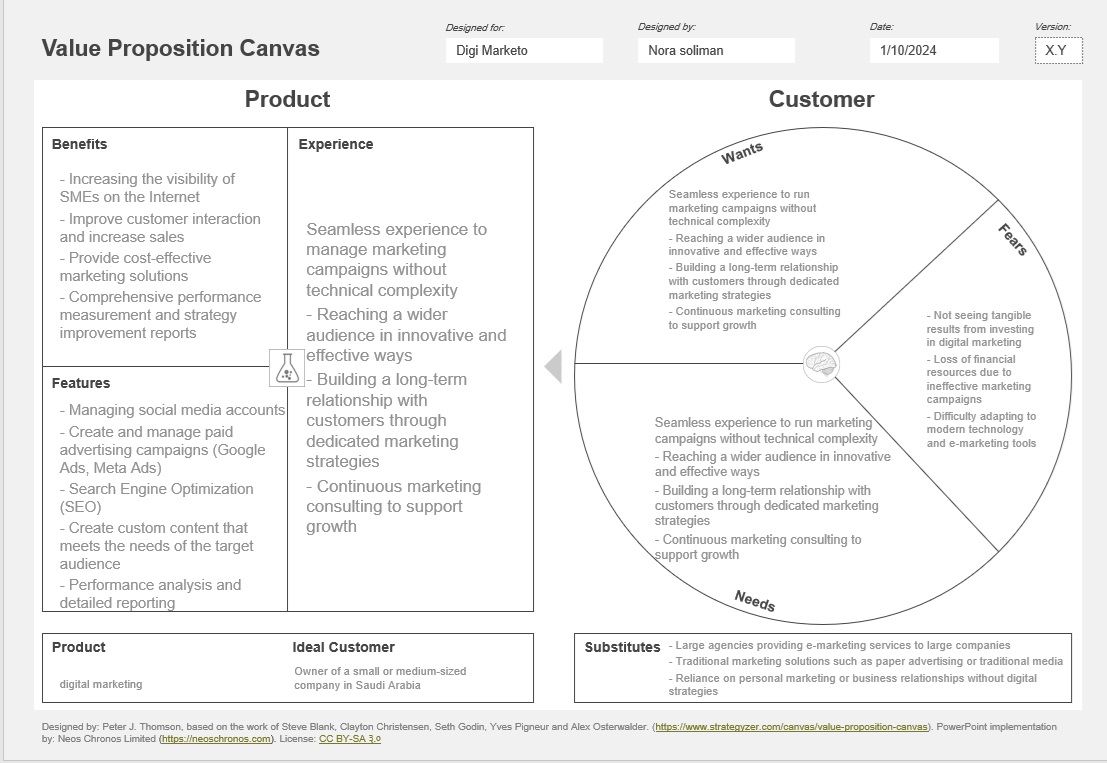 Value Proposition Canvas
Designed for:
Digi Marketo
Designed by:
Nora soliman
Date:
1/10/2024
Version:
X.Y
Product
Benefits
- Increasing the visibility of
SMEs on the Internet
- Improve customer interaction
and increase sales
- Provide cost-effective
marketing solutions
- Comprehensive performance
measurement and strategy
improvement reports
Features
- Managing social media accounts
- Create and manage paid
advertising campaigns (Google
Ads, Meta Ads)
- Search Engine Optimization
(SEO)
- Create custom content that
meets the needs of the target
audience
- Performance analysis and
detailed reporting
Experience
Seamless experience to
manage marketing
campaigns without
technical complexity
- Reaching a wider
audience in innovative and
effective ways
- Building a long-term
relationship with
customers through
dedicated marketing
strategies
- Continuous marketing
consulting to support
growth
Customer
Wants
Seamless experience to run
marketing campaigns without
technical complexity
- Reaching a wider audience in
innovative and effective ways
- Building a long-term relationship
with customers through dedicated
marketing strategies
- Continuous marketing consulting
to support growth
Fears
- Not seeing tangible
results from investing
in digital marketing
- Loss of financial
resources due to
ineffective marketing
campaigns
- Difficulty adapting to
modern technology
and e-marketing tools
Seamless experience to run marketing
campaigns without technical complexity
- Reaching a wider audience in innovative
and effective ways
- Building a long-term relationship with
customers through dedicated marketing
strategies
- Continuous marketing consulting to
support growth
Needs
Product
digital marketing
Ideal Customer
Owner of a small or medium-sized
company in Saudi Arabia
Substitutes
- Large agencies providing e-marketing services to large companies
- Traditional marketing solutions such as paper advertising or traditional media
- Reliance on personal marketing or business relationships without digital
strategies
Designed by: Peter J. Thomson, based on the work of Steve Blank, Clayton Christensen, Seth Godin, Yves Pigneur and Alex Osterwalder. (https://www.strategyzer.com/canvas/value-proposition-canvas). PowerPoint implementation
by: Neos Chronos Limited (https://neoschronos.com). License: CC BY-SA ३.०